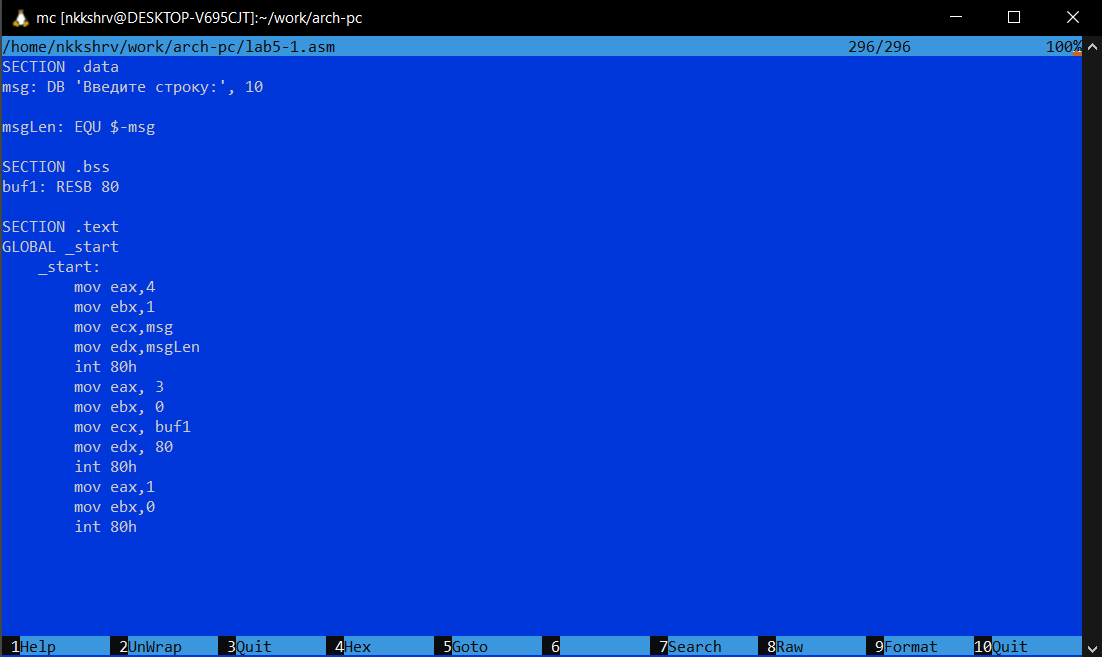 mc [nkkshrv@DESKTOP-V695CJT]:~/work/arch-pc
/home/nkkshrv/work/arch-pc/lab5-1.asm 296/296 100%
SECTION .data
msg: DB 'Введите строку:', 10
msgLen: EQU $-msg
SECTION .bss
buf1: RESB 80
SECTION .text
GLOBAL _start
_start:
mov eax,4
mov ebx,1
mov ecx,msg
mov edx,msgLen
int 80h
mov eax, 3
mov ebx, 0
mov ecx, buf1
mov edx, 80
int 80h
mov eax,1
mov ebx,0
int 80h
1Help 2UnWrap 3Quit 4Hex 5Goto 6 7Search 8Raw 9Format 10Quit